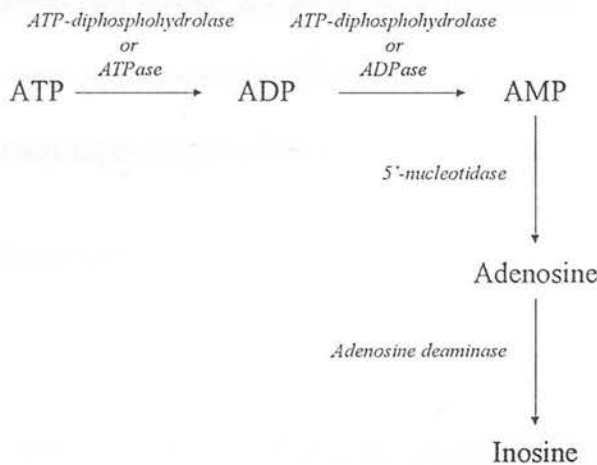 ATP-diphosphohydrolase
or
ATPase
ATP-diphosphohydrolase
or
ADPase
ATP
ADP
AMP
5'-nucleotidase
Adenosine
Adenosine deaminase
Inosine